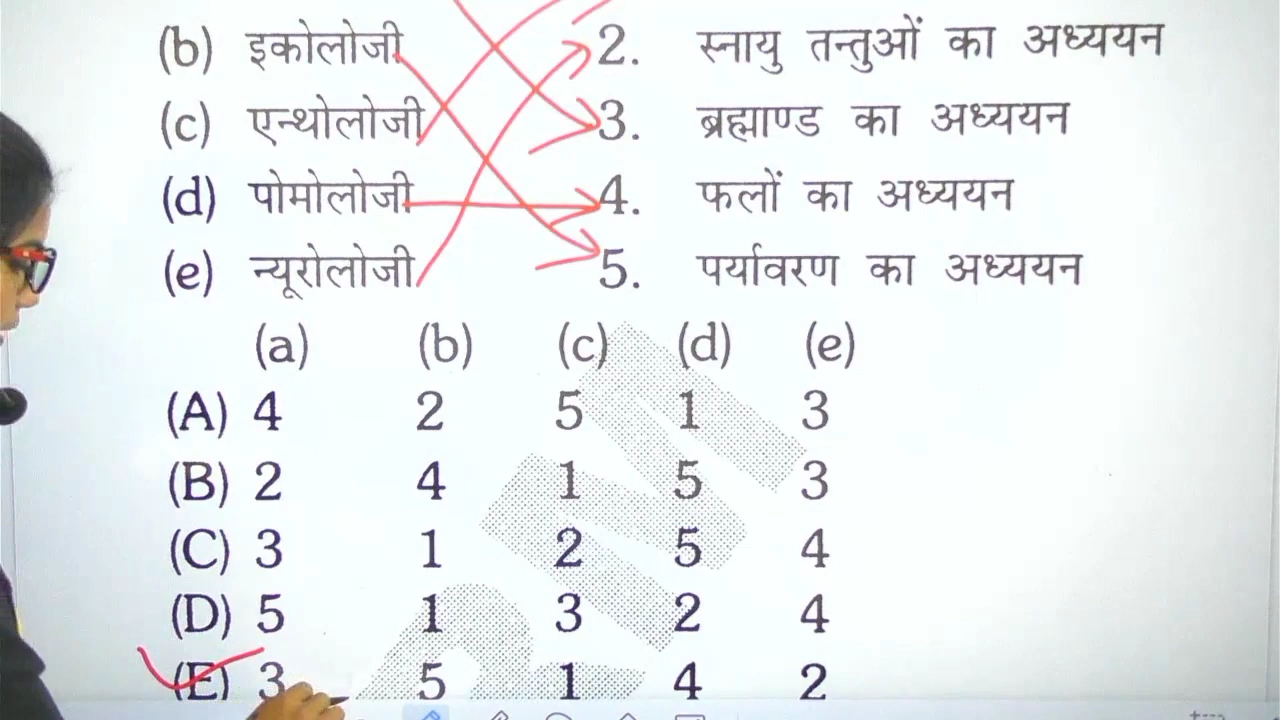 (b) इकोलोजी 2. स्नायु तन्तुओं का अध्ययन
(c) एन्थोलोजी 3. ब्रह्माण्ड का अध्ययन
(d) पोमोलोजी 4. फलों का अध्ययन
(e) न्यूरोलोजी 5. पर्यावरण का अध्ययन
(a) (b) (c) (d) (e)
(A) 4 2 5 1 3
(B) 2 4 1 5 3
(C) 3 1 2 5 4
(D) 5 1 3 2 4
(E) 3 5 1 4 2